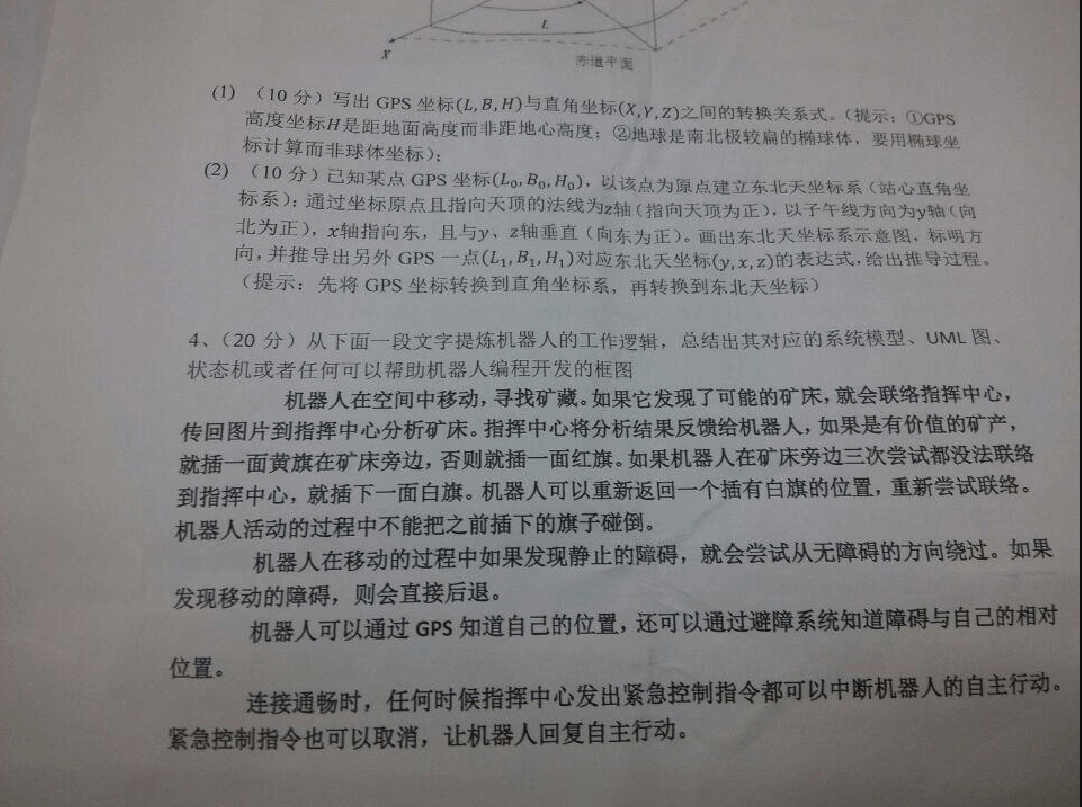 L
X
赤道平面
(1) （10 分）写出 GPS 坐标(L, B, H)与直角坐标(X, Y, Z)之间的转换关系式。（提示：①GPS
高度坐标H是距地面高度而非距地心高度；②地球是南北极较扁的椭球体，要用椭球坐
标计算而非球体坐标）；
(2) （10 分）已知某点 GPS 坐标(L₀, B₀, H₀)，以该点为原点建立东北天坐标系（站心直角坐
标系）：通过坐标原点且指向天顶的法线为z轴（指向天顶为正），以子午线方向为y轴（向
北为正），x轴指向东，且与y、z轴垂直（向东为正）。画出东北天坐标系示意图，标明方
向，并推导出另外 GPS 一点(L₁, B₁, H₁)对应东北天坐标(y, x, z)的表达式，给出推导过程。
（提示：先将 GPS 坐标转换到直角坐标系，再转换到东北天坐标）
4、（20 分）从下面一段文字提炼机器人的工作逻辑，总结出其对应的系统模型、UML 图、
状态机或者任何可以帮助机器人编程开发的框图
机器人在空间中移动，寻找矿藏。如果它发现了可能的矿床，就会联络指挥中心，
传回图片到指挥中心分析矿床。指挥中心将分析结果反馈给机器人，如果是有价值的矿产，
就插一面黄旗在矿床旁边，否则就插一面红旗。如果机器人在矿床旁边三次尝试都没法联络
到指挥中心，就插下一面白旗。机器人可以重新返回一个插有白旗的位置，重新尝试联络。
机器人活动的过程中不能把之前插下的旗子碰倒。
机器人在移动的过程中如果发现静止的障碍，就会尝试从无障碍的方向绕过。如果
发现移动的障碍，则会直接后退。
机器人可以通过 GPS 知道自己的位置，还可以通过避障系统知道障碍与自己的相对
位置。
连接通畅时，任何时候指挥中心发出紧急控制指令都可以中断机器人的自主行动。
紧急控制指令也可以取消，让机器人回复自主行动。